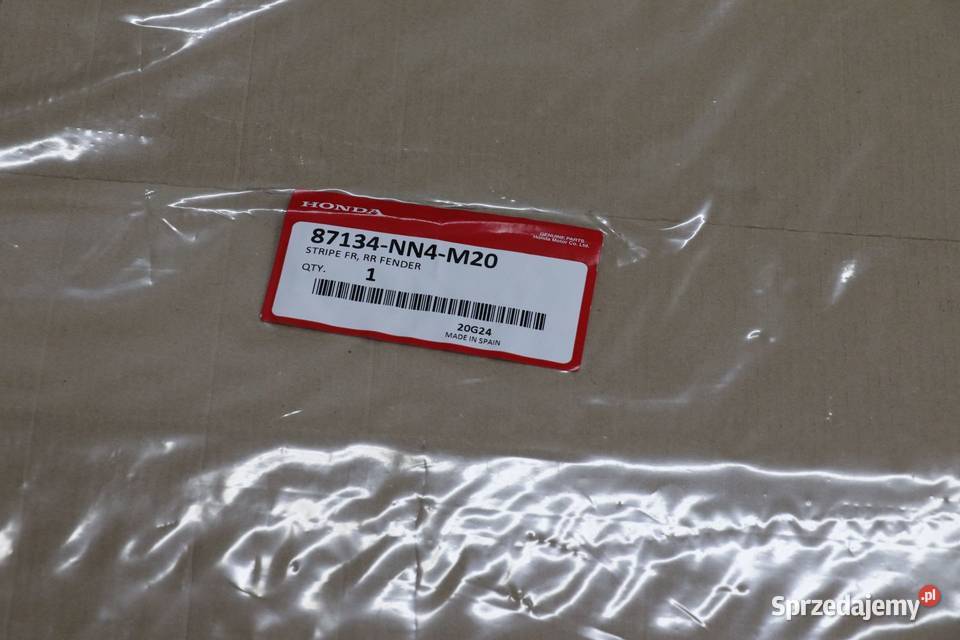 HONDA
GENUINE PARTS
Honda Motor Co. Ltd.
87134-NN4-M20
STRIPE FR, RR FENDER
QTY. 1
20G24
MADE IN SPAIN
Sprzedajemy.pl